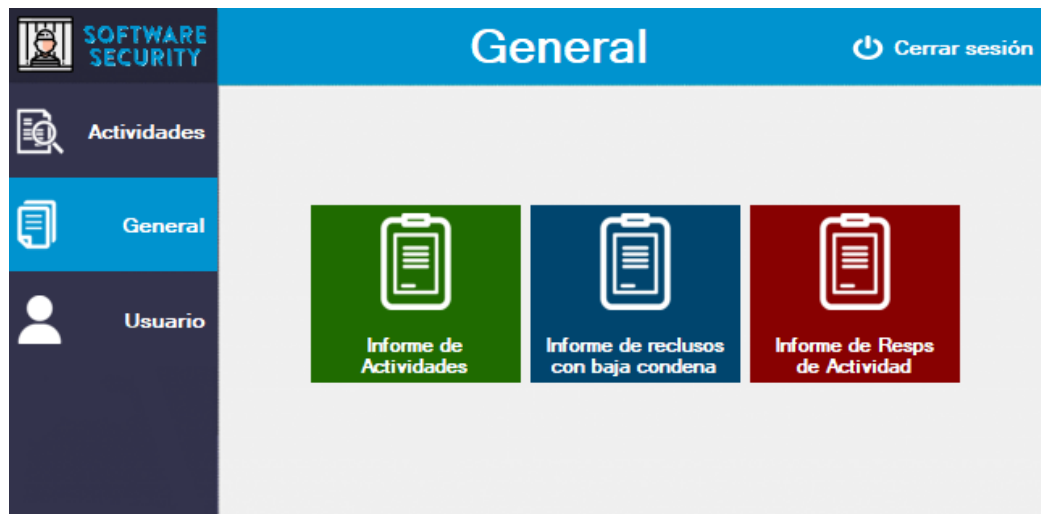 SOFTWARE
SECURITY
General
Cerrar sesión
Actividades
General
Usuario
Informe de
Actividades
Informe de reclusos
con baja condena
Informe de Resps
de Actividad